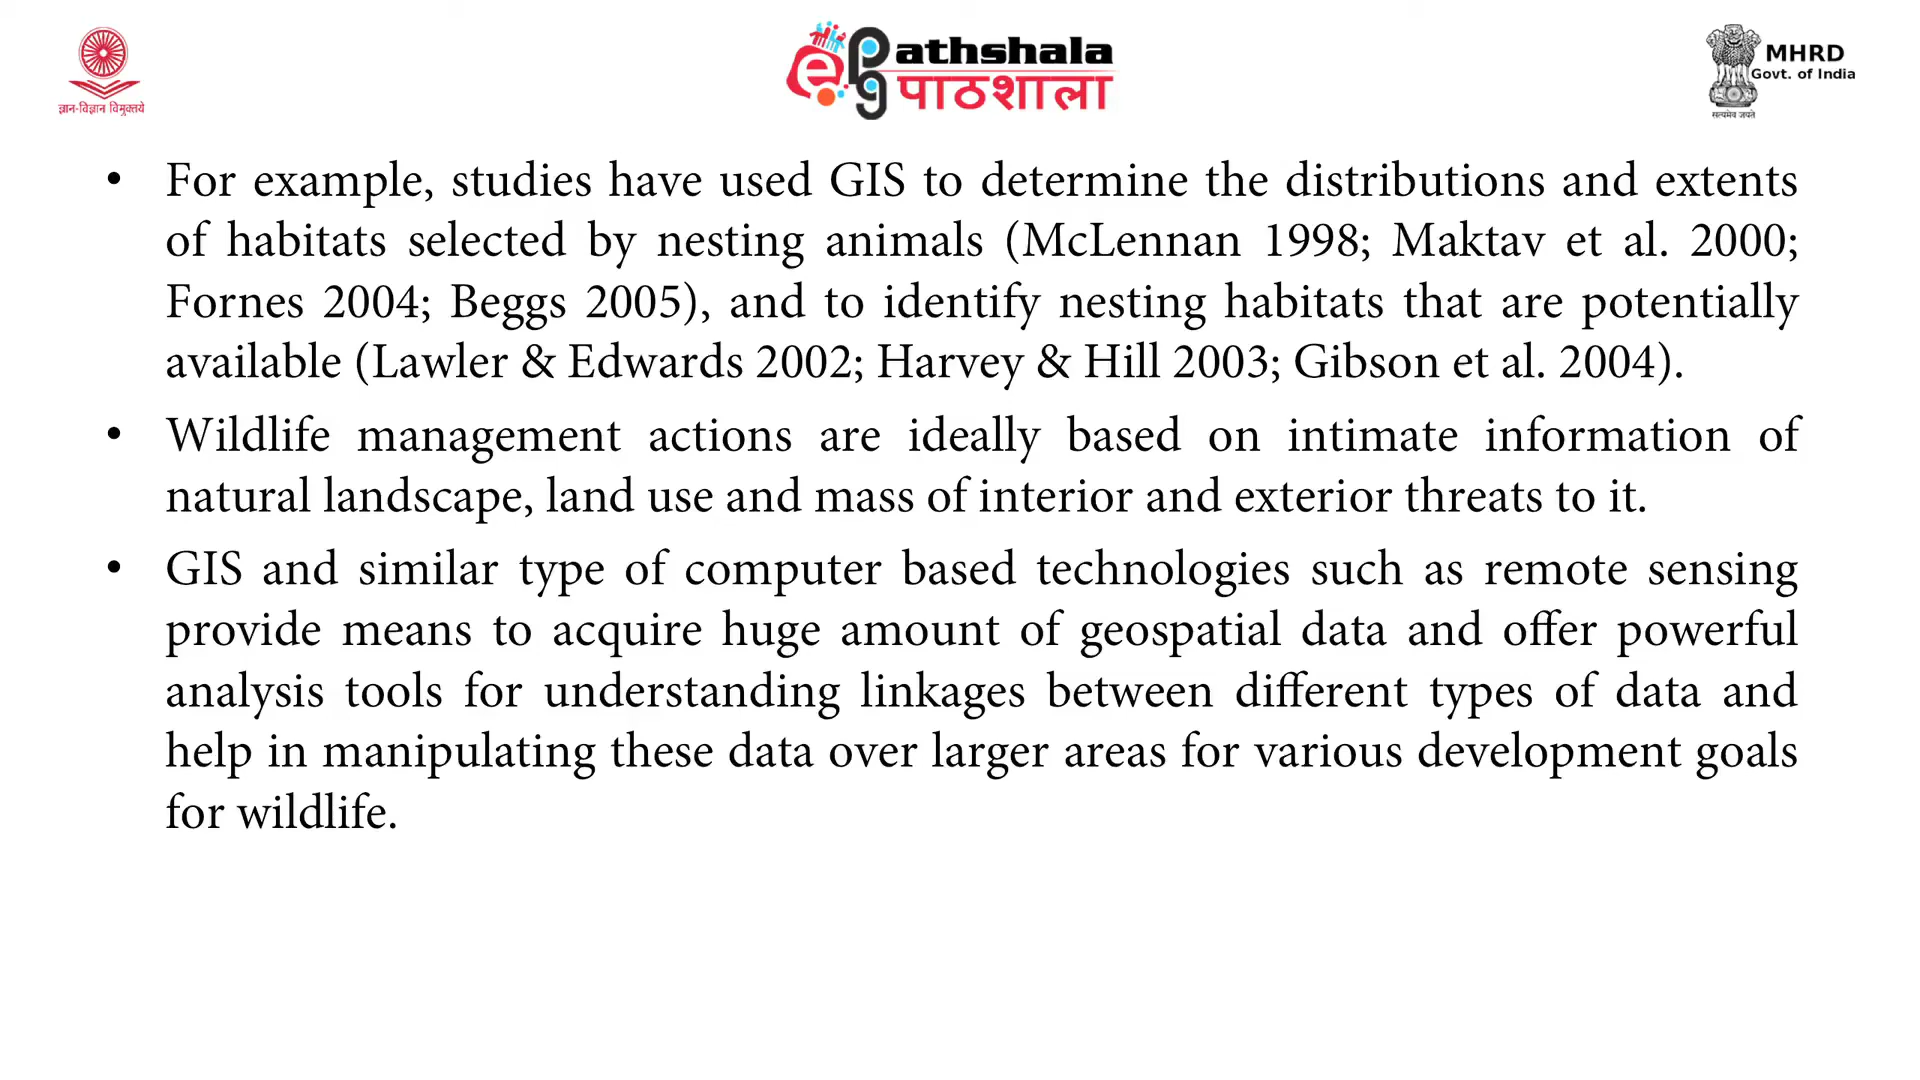 ज्ञान-विज्ञान विमुक्तये
ePGathshala
पाठशाला
MHRD
Govt. of India
सत्यमेव जयते
• For example, studies have used GIS to determine the distributions and extents
of habitats selected by nesting animals (McLennan 1998; Maktav et al. 2000;
Fornes 2004; Beggs 2005), and to identify nesting habitats that are potentially
available (Lawler & Edwards 2002; Harvey & Hill 2003; Gibson et al. 2004).
• Wildlife management actions are ideally based on intimate information of
natural landscape, land use and mass of interior and exterior threats to it.
• GIS and similar type of computer based technologies such as remote sensing
provide means to acquire huge amount of geospatial data and offer powerful
analysis tools for understanding linkages between different types of data and
help in manipulating these data over larger areas for various development goals
for wildlife.